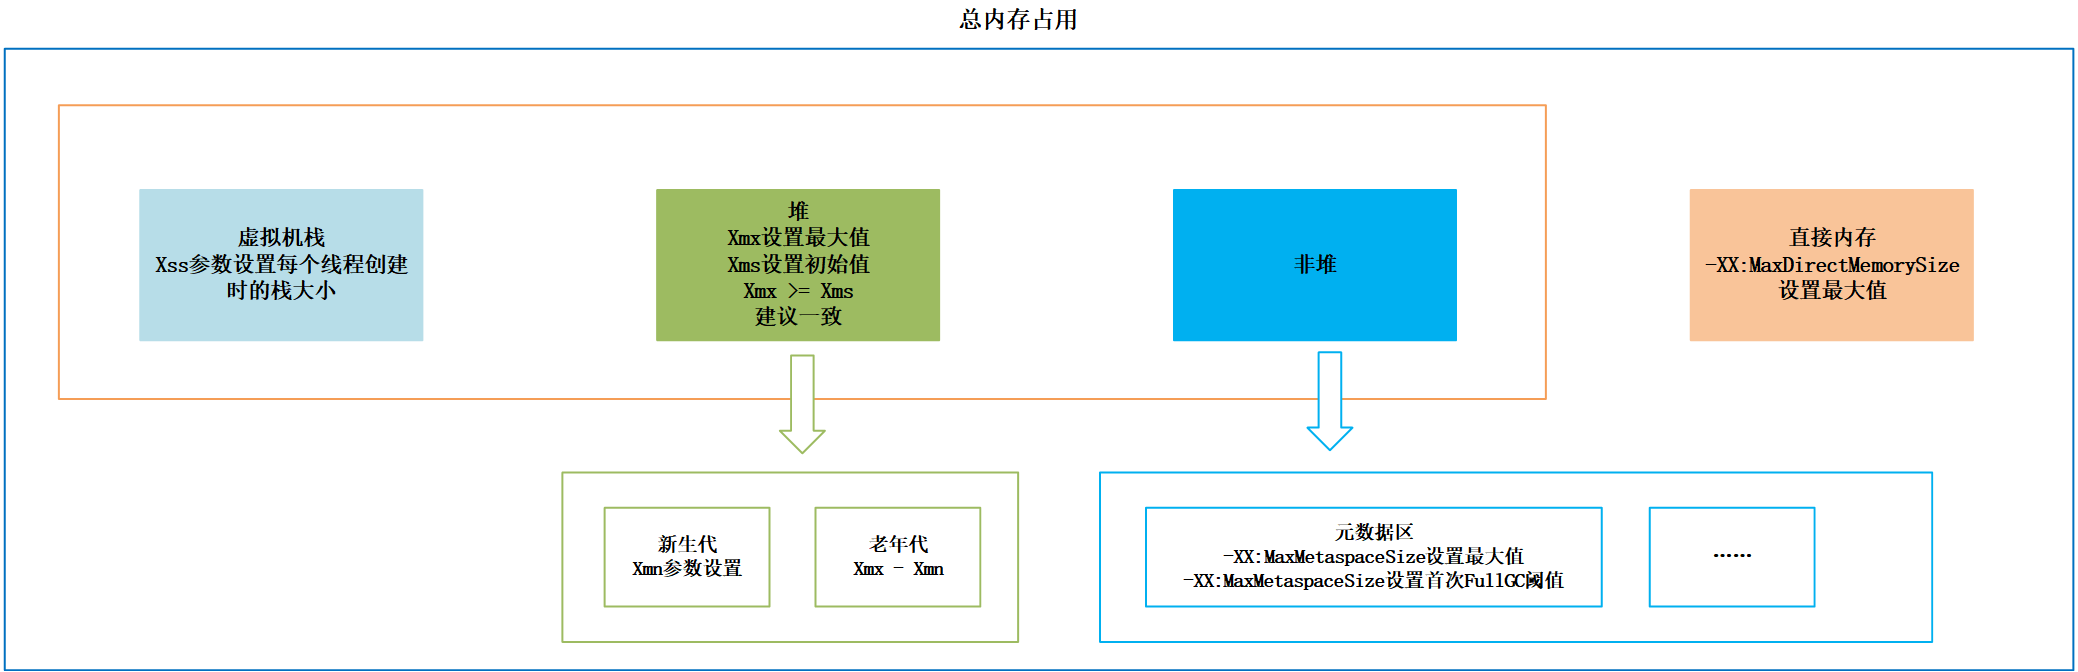 总内存占用
虚拟机栈
Xss参数设置每个线程创建
时的栈大小
堆
Xmx设置最大值
Xms设置初始值
Xmx >= Xms
建议一致
非堆
直接内存
-XX:MaxDirectMemorySize
设置最大值
新生代
Xmn参数设置
老年代
Xmx - Xmn
元数据区
-XX:MaxMetaspaceSize设置最大值
-XX:MaxMetaspaceSize设置首次FullGC阈值
……